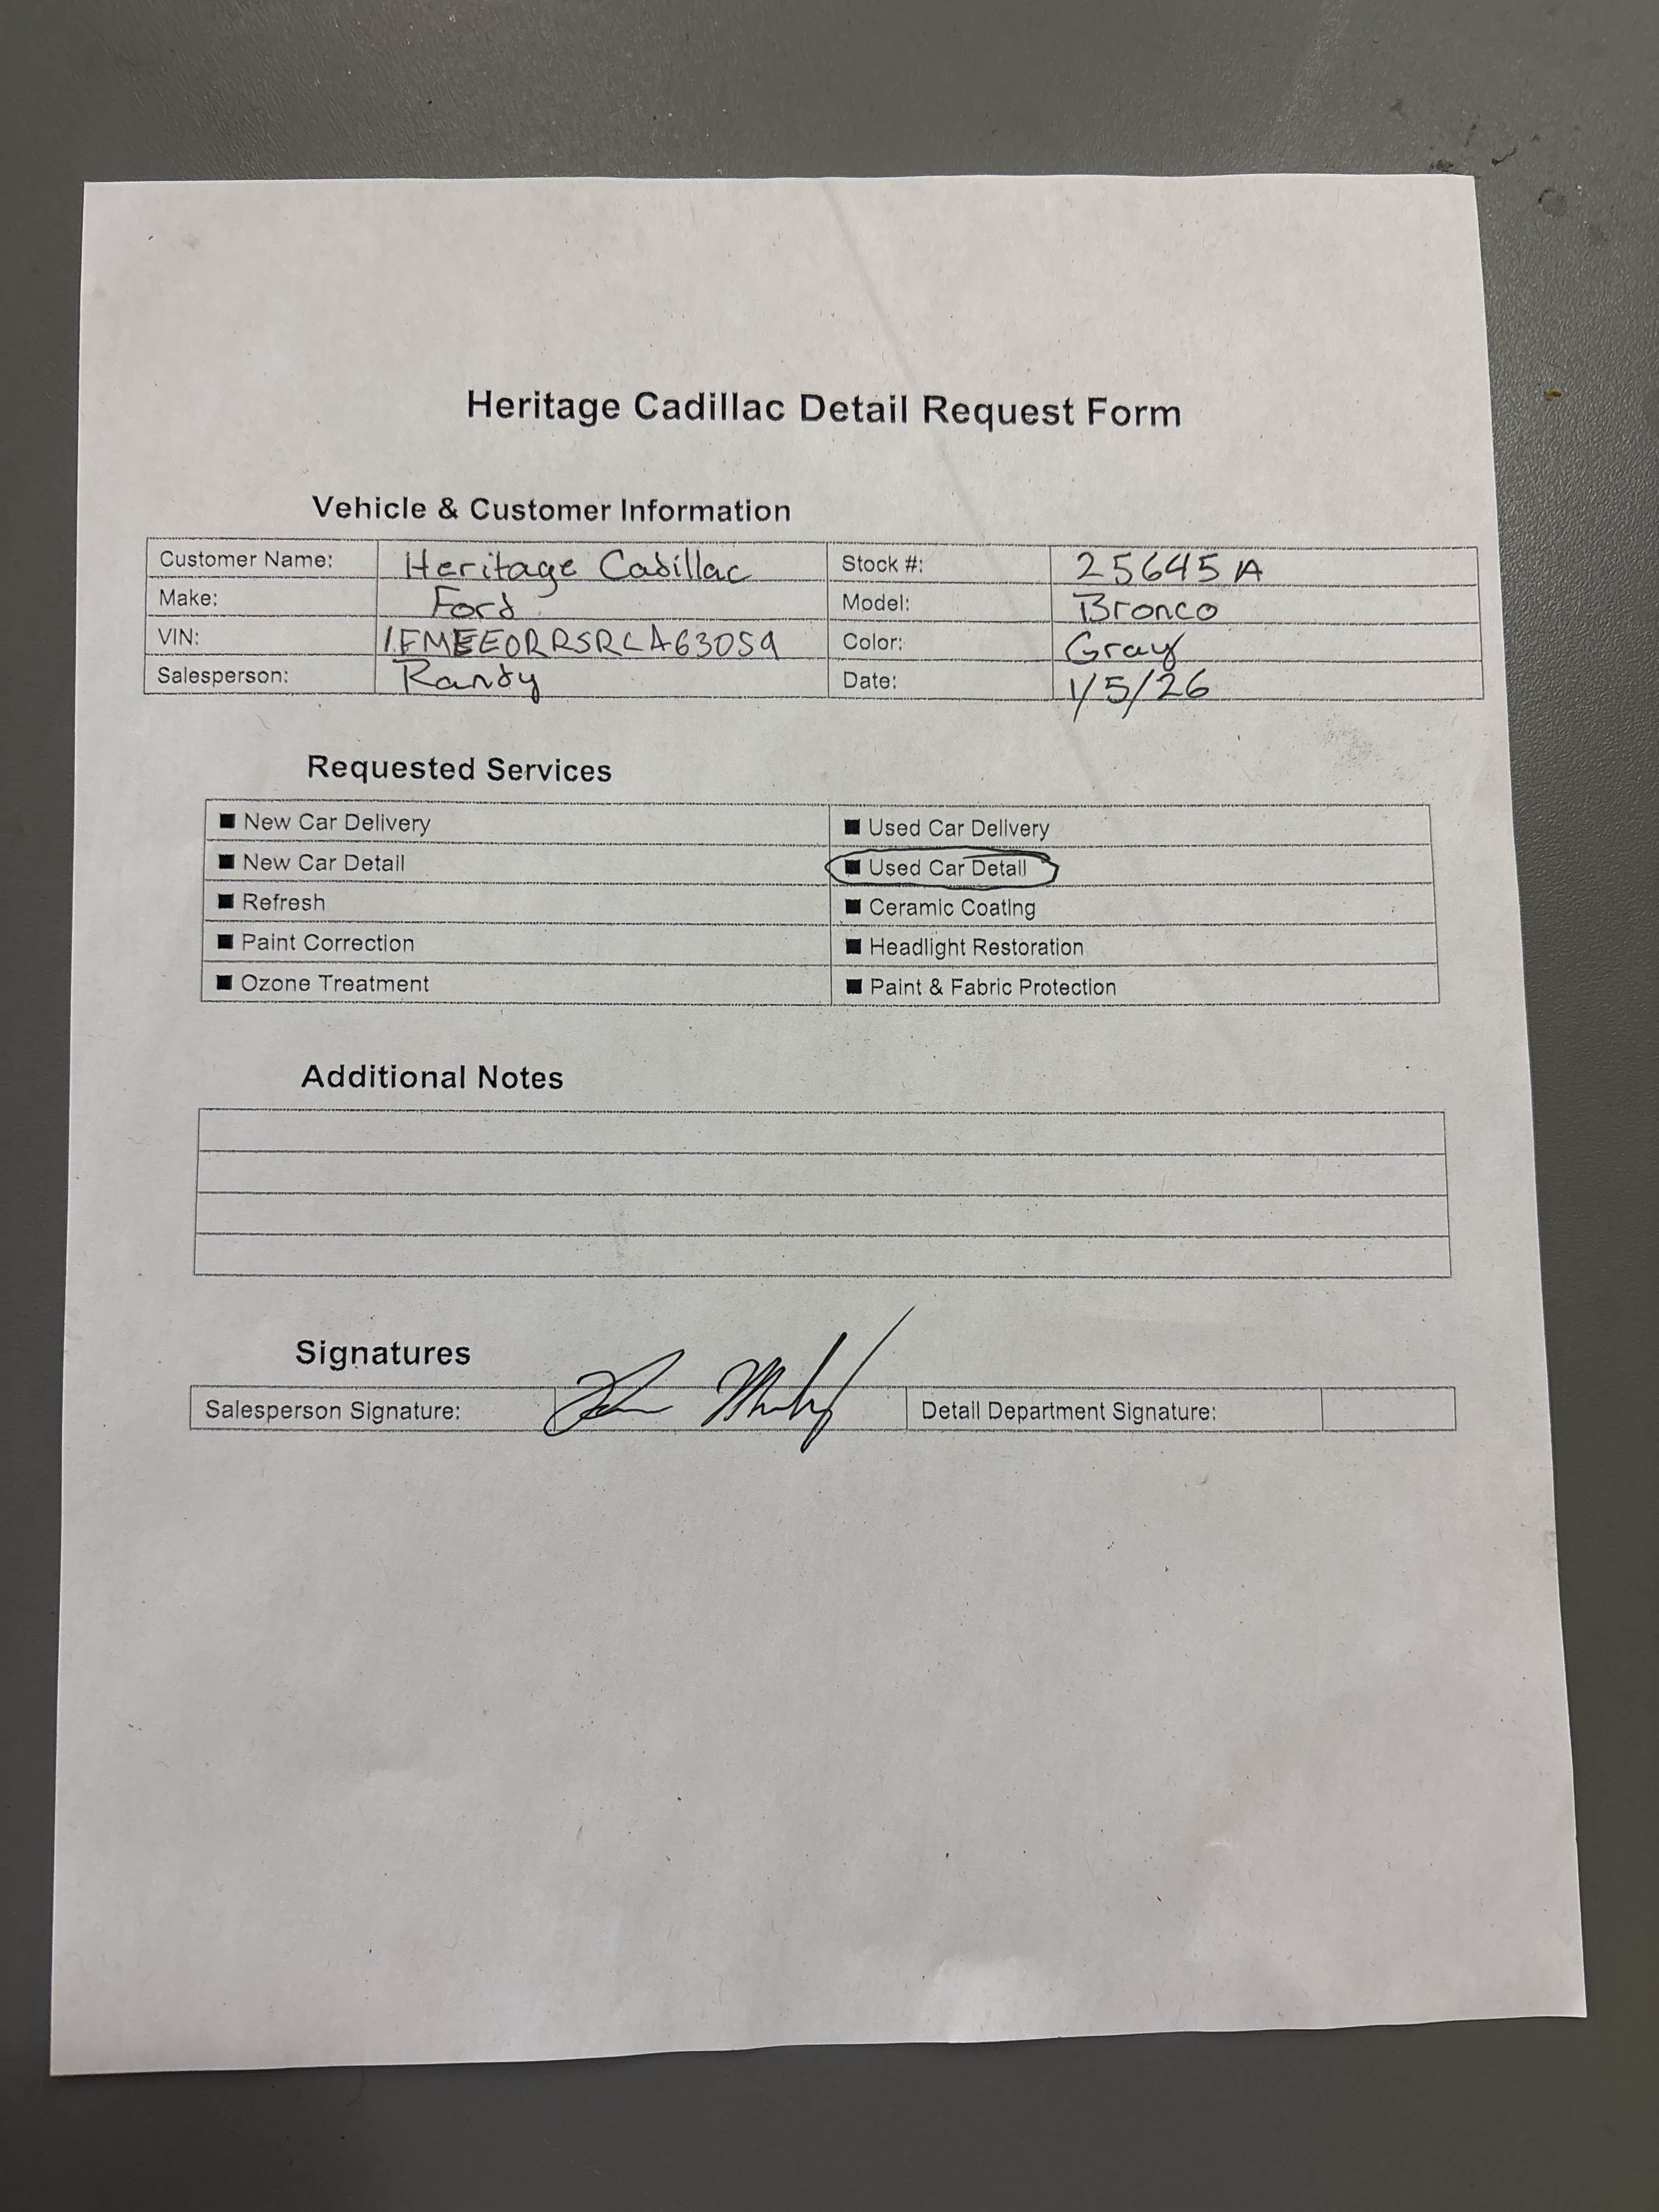 Heritage Cadillac Detail Request Form
Vehicle & Customer Information
Customer Name: Heritage Cadillac Stock #: 25645A
Make: Ford Model: Bronco
VIN: 1FMEE0RRSRLA63059 Color: Gray
Salesperson: Randy Date: 1/5/26
Requested Services
■ New Car Delivery ■ Used Car Delivery
■ New Car Detail ■ Used Car Detail
■ Refresh ■ Ceramic Coating
■ Paint Correction ■ Headlight Restoration
■ Ozone Treatment ■ Paint & Fabric Protection
Additional Notes
Signatures
Salesperson Signature: Detail Department Signature: